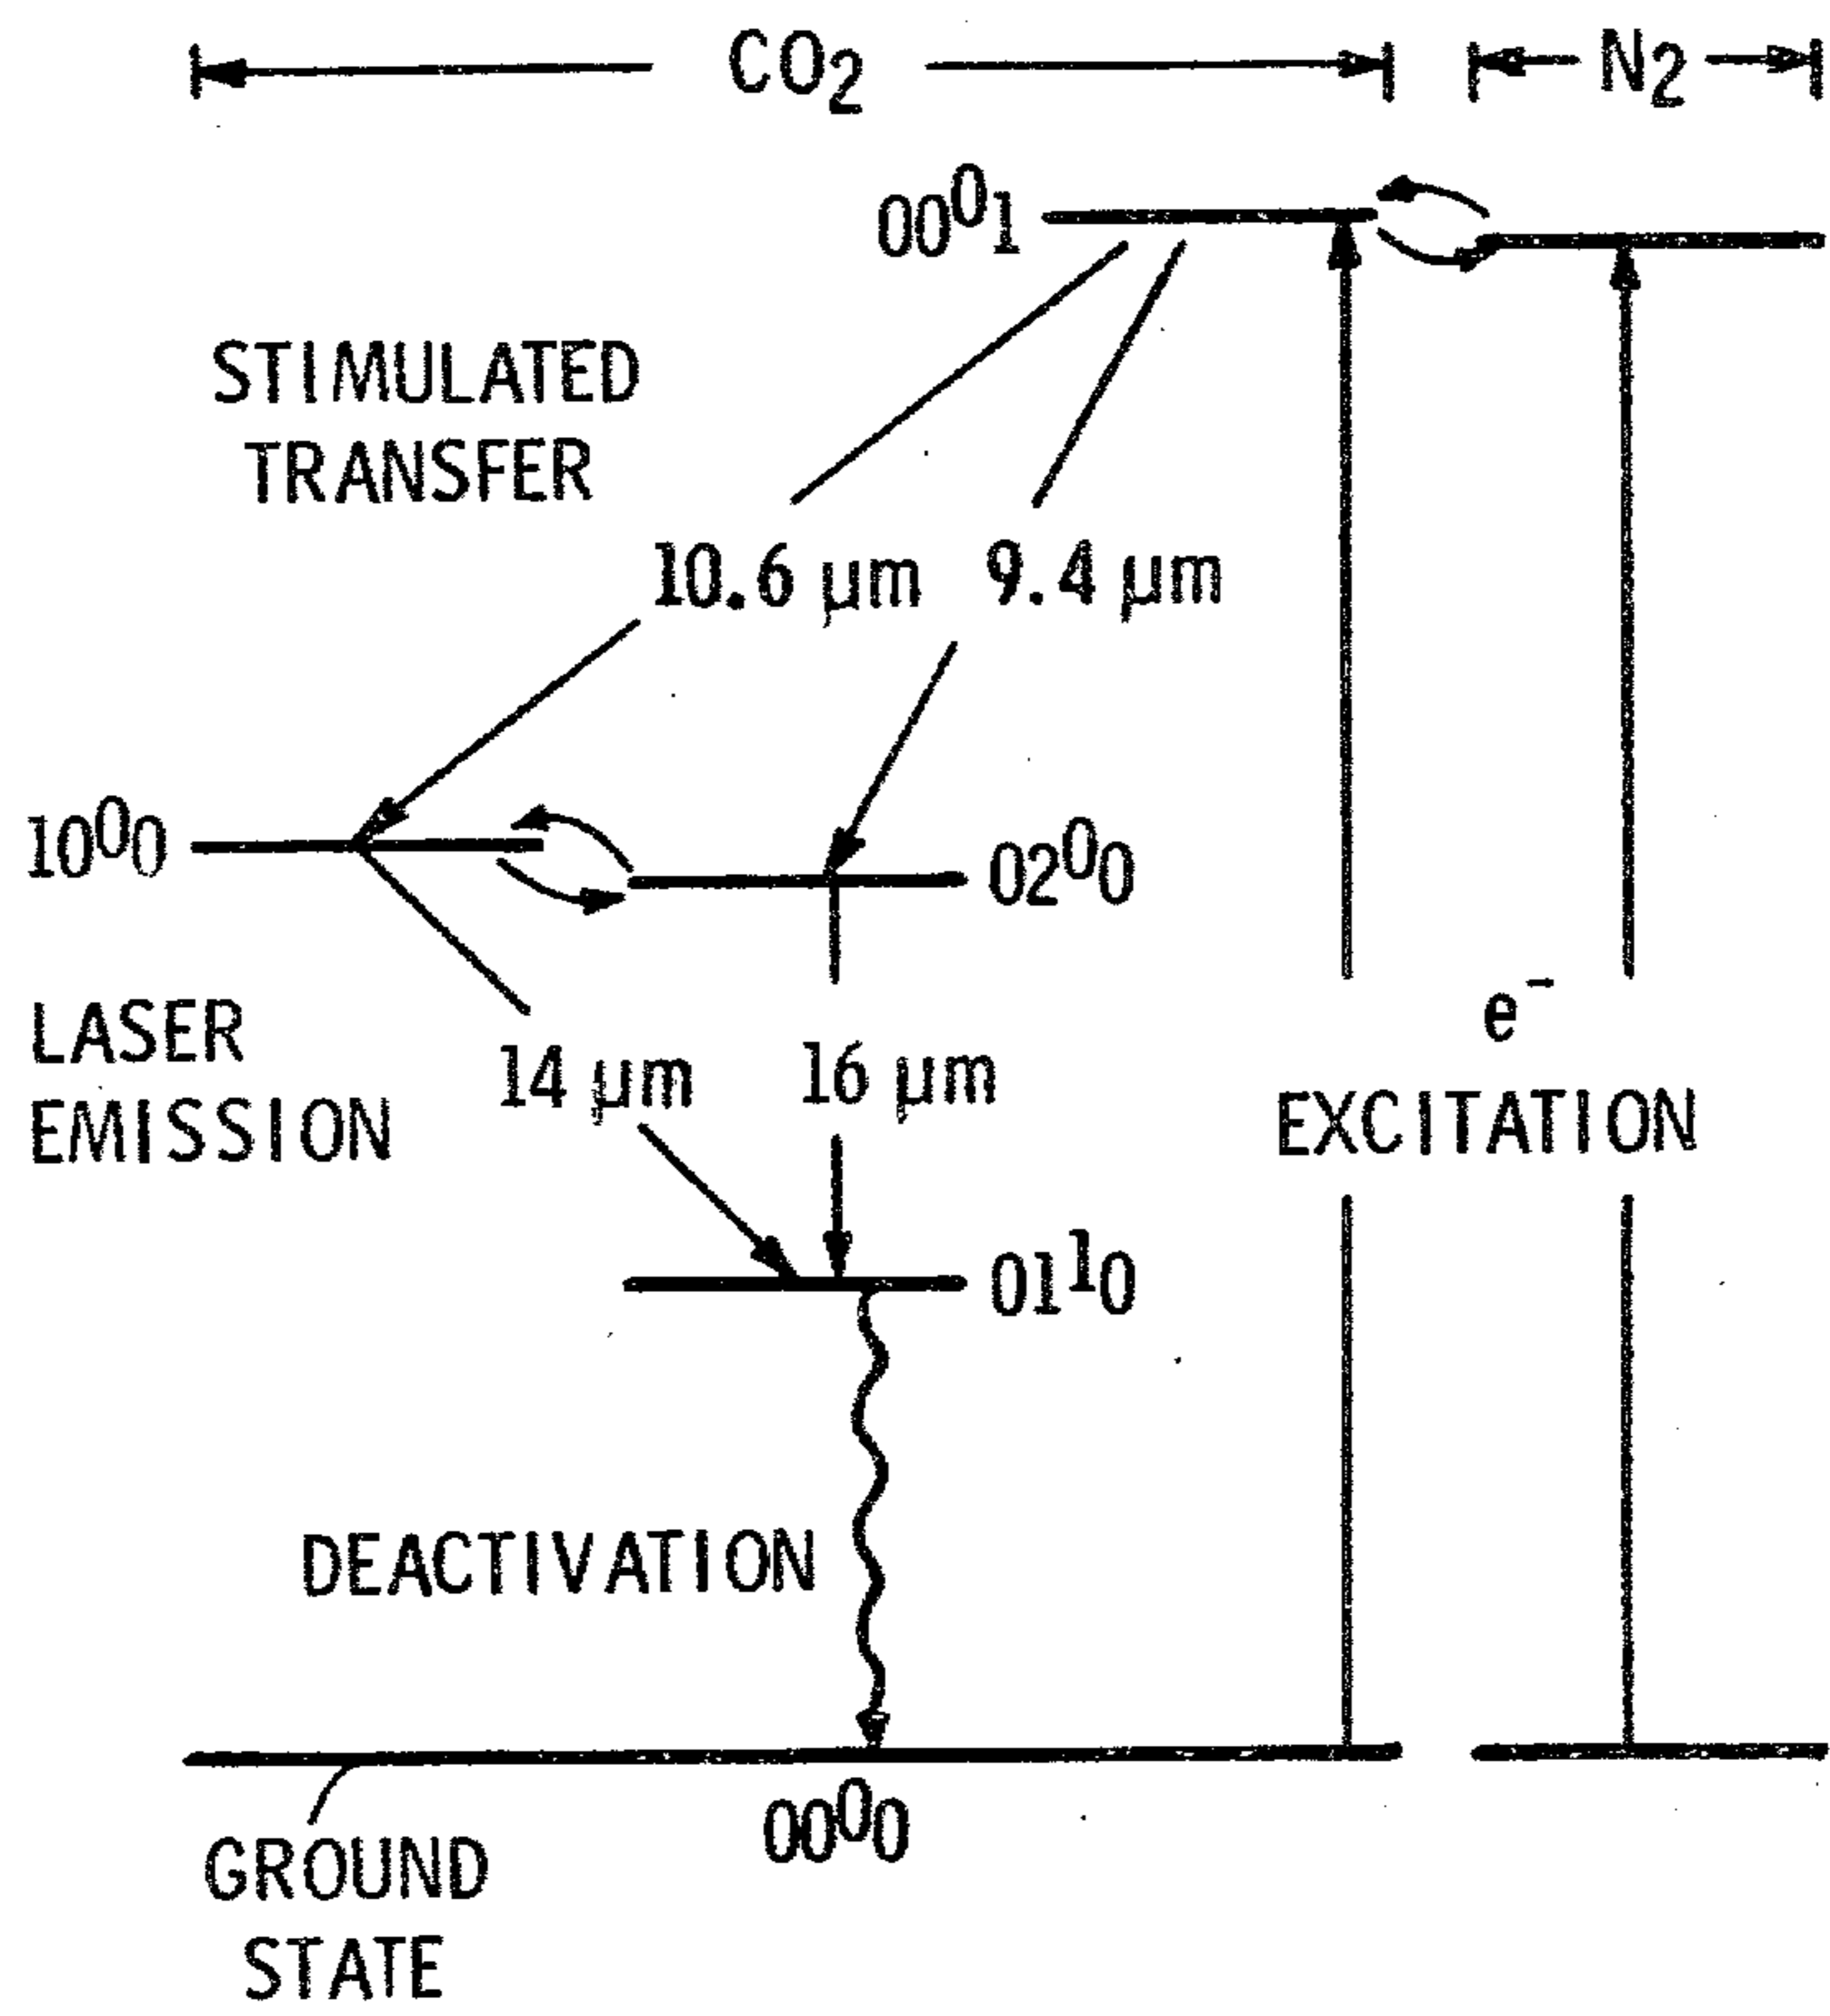 CO₂ N₂
00⁰1
STIMULATED
TRANSFER
10.6 µm 9.4 µm
10⁰0
02⁰0
LASER
EMISSION
14 µm 16 µm
e⁻
EXCITATION
01¹0
DEACTIVATION
00⁰0
GROUND
STATE